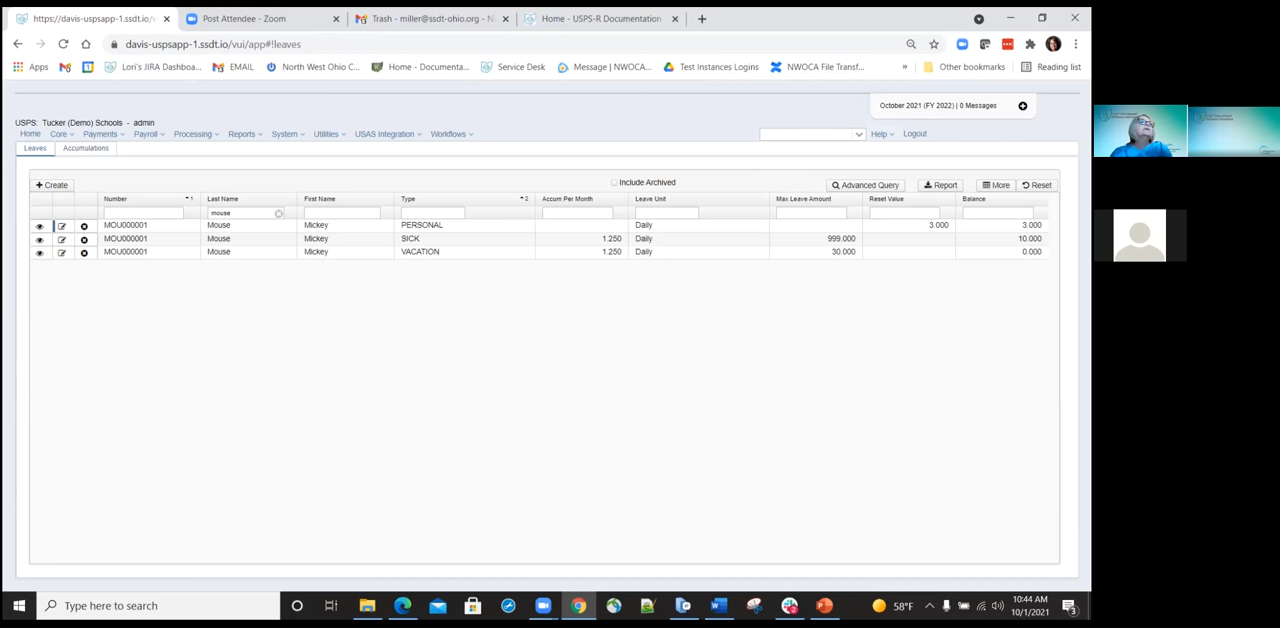 https://davis-uspsapp-1.ssdt.io/v
Post Attendee - Zoom
Trash - miller@ssdt-ohio.org - N
Home - USPS-R Documentation
davis-uspsapp-1.ssdt.io/vui/app#!leaves
Apps
Lori's JIRA Dashboa...
EMAIL
North West Ohio C...
Home - Documenta...
Service Desk
Message | NWOCA...
Test Instances Logins
NWOCA File Transf...
»
Other bookmarks
Reading list
October 2021 (FY 2022) | 0 Messages
USPS: Tucker (Demo) Schools - admin
Home Core Payments Payroll Processing Reports System Utilities USAS Integration Workflows Help Logout
Leaves Accumulations
Create Include Archived Advanced Query Report More Reset
Number 1 Last Name First Name Type 2 Accum Per Month Leave Unit Max Leave Amount Reset Value Balance
mouse
MOU000001 Mouse Mickey PERSONAL Daily 3.000 3.000
MOU000001 Mouse Mickey SICK 1.250 Daily 999.000 10.000
MOU000001 Mouse Mickey VACATION 1.250 Daily 30.000 0.000
Type here to search
58°F
10:44 AM
10/1/2021
3